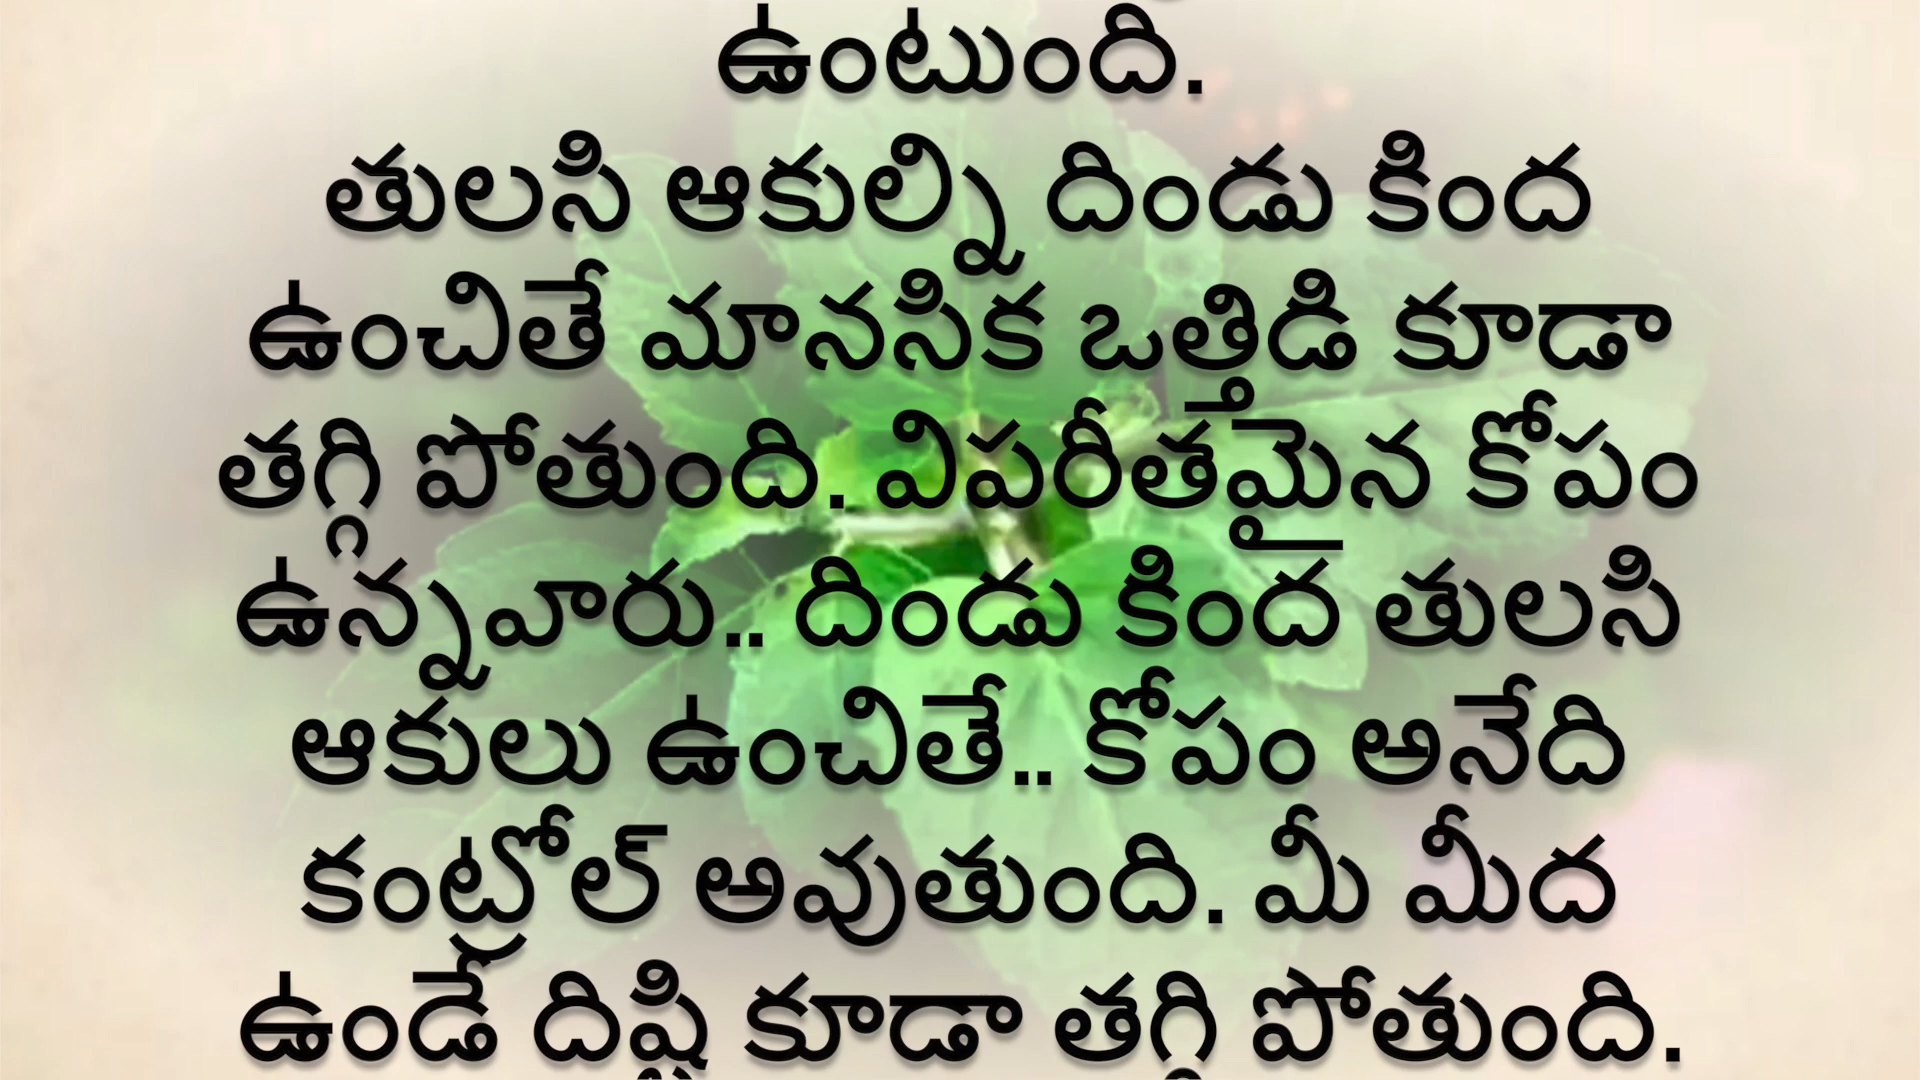 ఉంటుంది.
తులసి ఆకుల్ని దిండు కింద
ఉంచితే మానసిక ఒత్తిడి కూడా
తగ్గి పోతుంది. విపరీతమైన కోపం
ఉన్నవారు.. దిండు కింద తులసి
ఆకులు ఉంచితే.. కోపం అనేది
కంట్రోల్ అవుతుంది. మీ మీద
ఉండే దిష్టి కూడా తగ్గి పోతుంది.